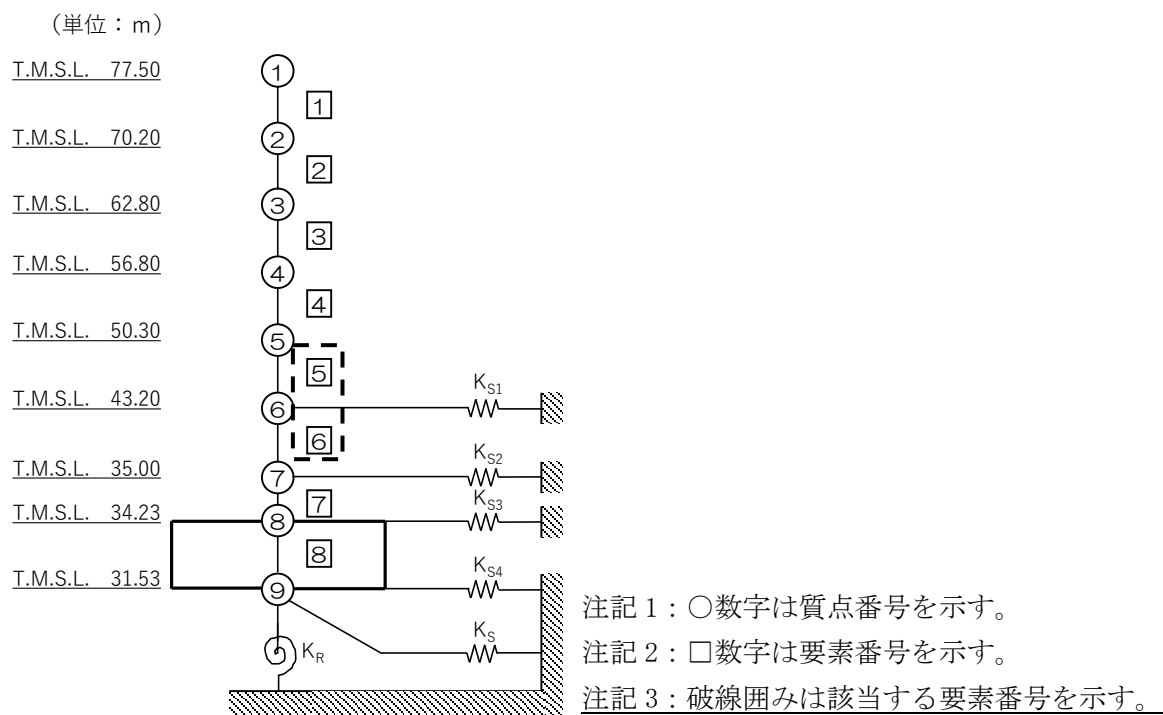 （単位：m）
T.M.S.L. 77.50
①
1
T.M.S.L. 70.20
②
2
T.M.S.L. 62.80
③
3
T.M.S.L. 56.80
④
4
T.M.S.L. 50.30
⑤
5
T.M.S.L. 43.20
⑥
KS1
6
T.M.S.L. 35.00
⑦
KS2
7
T.M.S.L. 34.23
⑧
KS3
8
T.M.S.L. 31.53
⑨
KS4
KR
KS
注記1：○数字は質点番号を示す。
注記2：□数字は要素番号を示す。
注記3：破線囲みは該当する要素番号を示す。